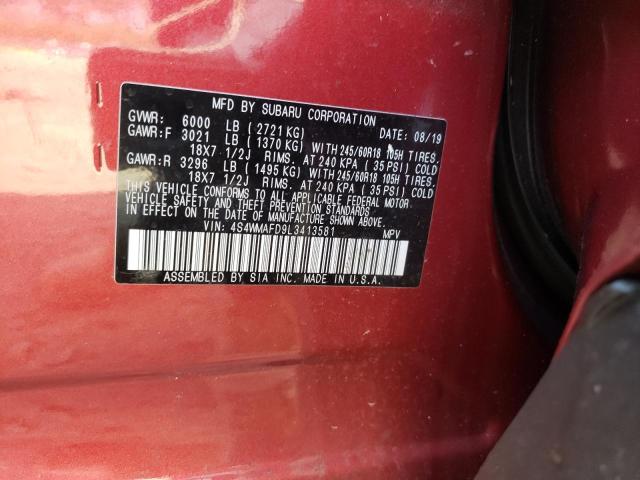 MFD BY SUBARU CORPORATION
GVWR: 6000 LB ( 2721 KG) DATE: 08/19
GAWR:F 3021 LB ( 1370 KG) WITH 245/60R18 105H TIRES.
18X7 1/2J RIMS. AT 240 KPA ( 35 PSI) COLD
GAWR:R 3296 LB ( 1495 KG) WITH 245/60R18 105H TIRES.
18X7 1/2J RIMS. AT 240 KPA ( 35 PSI) COLD
THIS VEHICLE CONFORMS TO ALL APPLICABLE FEDERAL MOTOR
VEHICLE SAFETY AND THEFT PREVENTION STANDARDS
IN EFFECT ON THE DATE OF MANUFACTURE SHOWN ABOVE.
VIN: 4S4WMAFD9L3413581 MPV
ASSEMBLED BY SIA INC. MADE IN U.S.A.